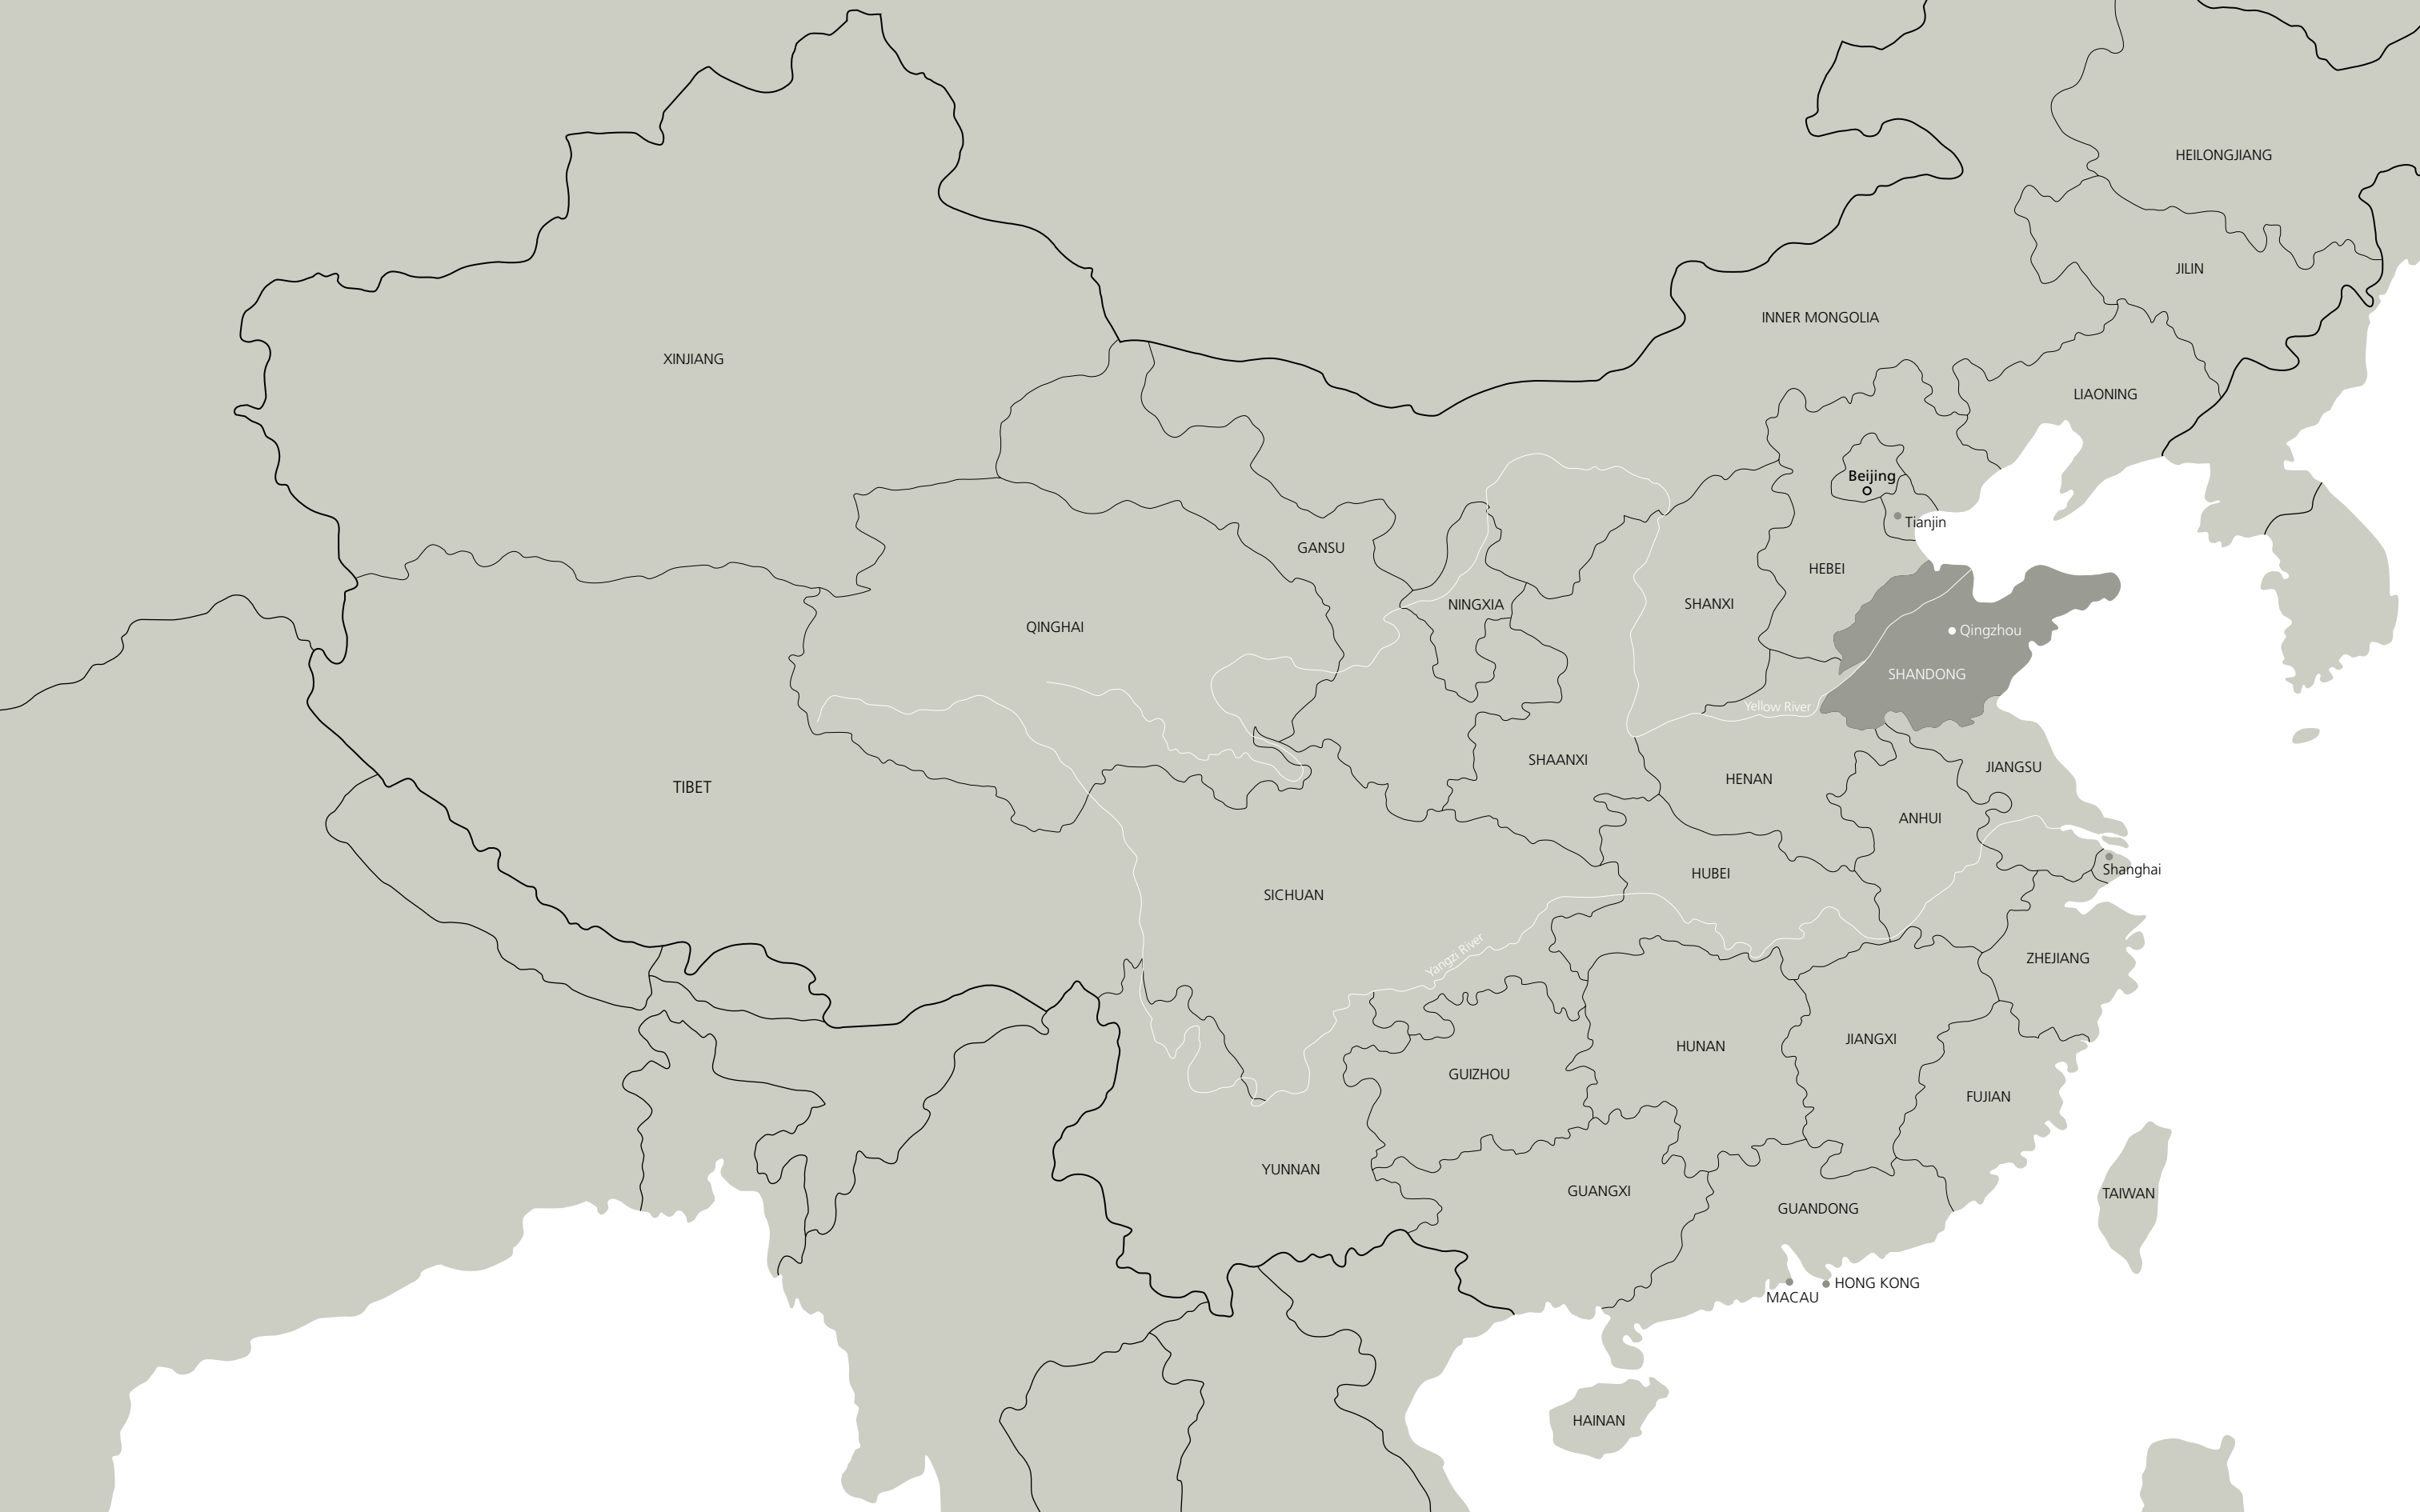 HEILONGJIANG
JILIN
INNER MONGOLIA
XINJIANG
LIAONING
Beijing
Tianjin
GANSU
HEBEI
NINGXIA
SHANXI
QINGHAI
Qingzhou
SHANDONG
Yellow River
SHAANXI
JIANGSU
HENAN
TIBET
ANHUI
Shanghai
HUBEI
SICHUAN
Yangzi River
ZHEJIANG
JIANGXI
HUNAN
GUIZHOU
FUJIAN
YUNNAN
GUANGXI
TAIWAN
GUANDONG
HONG KONG
MACAU
HAINAN